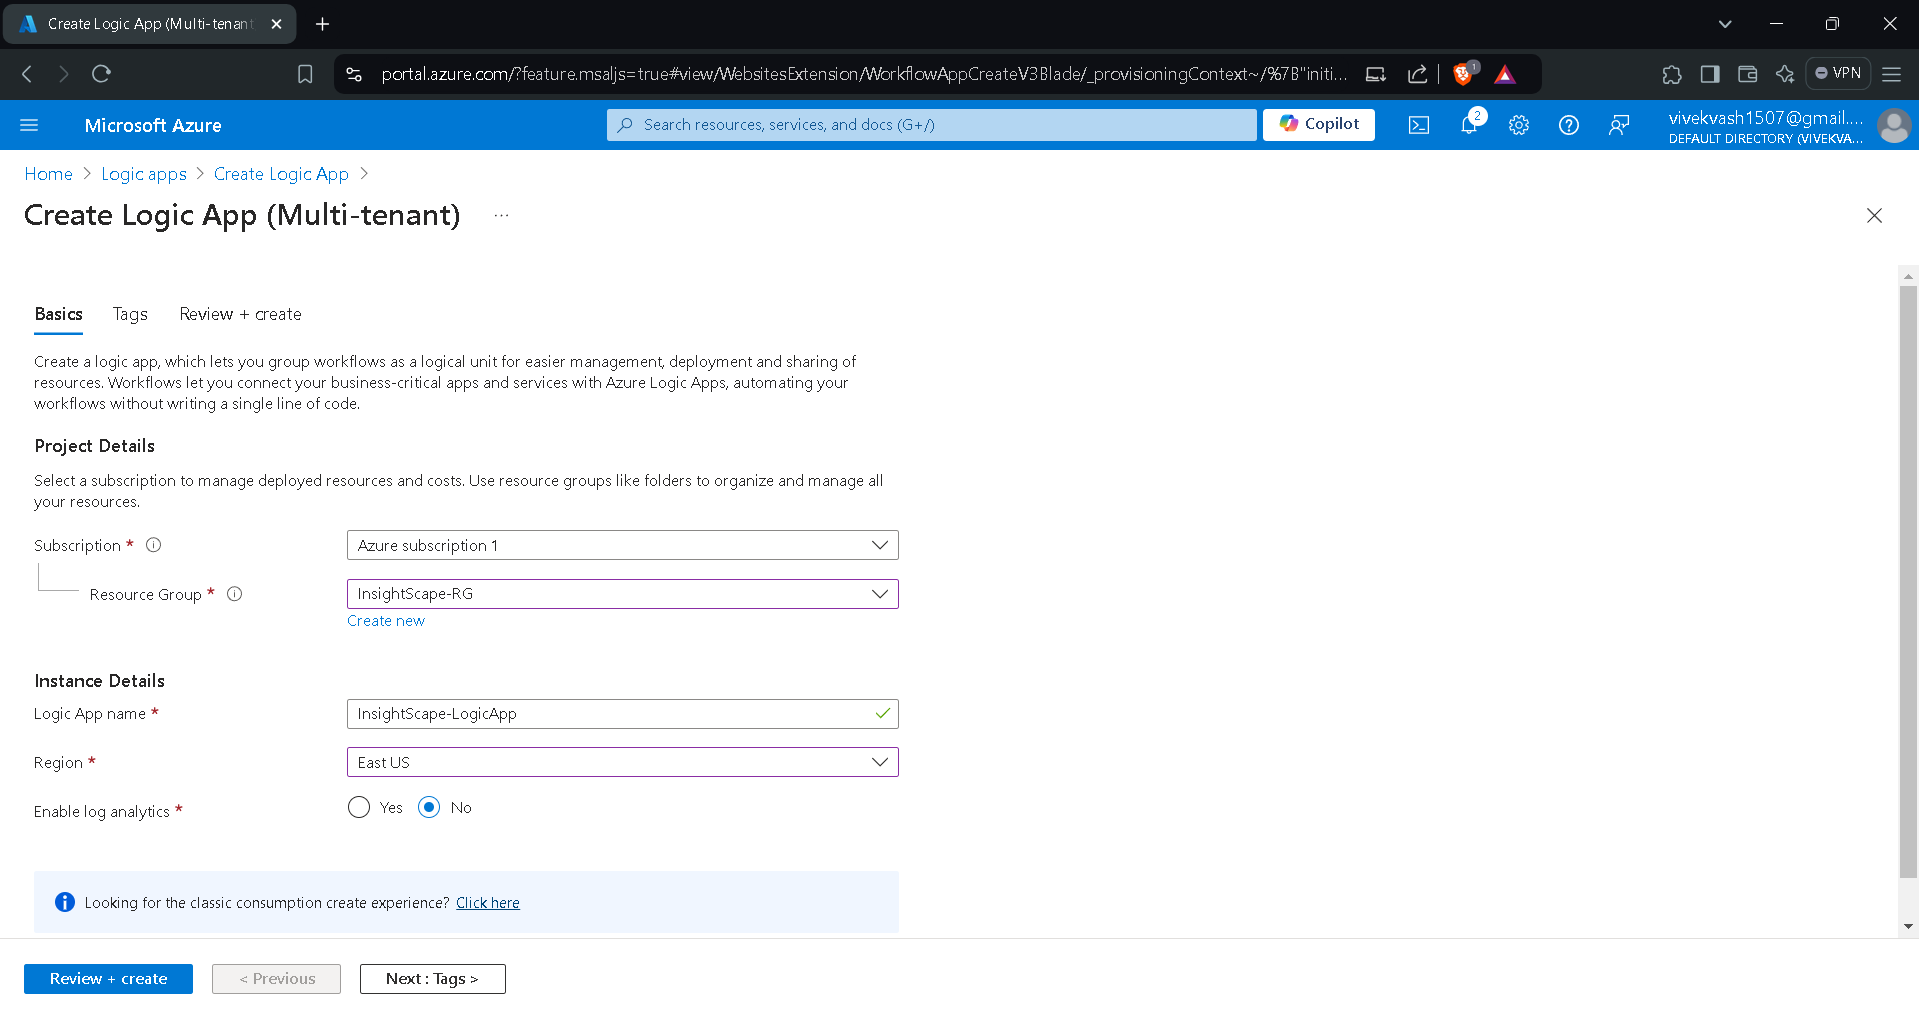 Create Logic App (Multi-tenant
portal.azure.com/?feature.msaljs=true#view/WebsitesExtension/WorkflowAppCreateV3Blade/_provisioningContext~/%7B"initi...
1
VPN
Microsoft Azure
Search resources, services, and docs (G+/)
Copilot
2
vivekvash1507@gmail....
DEFAULT DIRECTORY (VIVEKVA...
Home > Logic apps > Create Logic App >
Create Logic App (Multi-tenant) ...
Basics Tags Review + create
Create a logic app, which lets you group workflows as a logical unit for easier management, deployment and sharing of
resources. Workflows let you connect your business-critical apps and services with Azure Logic Apps, automating your
workflows without writing a single line of code.
Project Details
Select a subscription to manage deployed resources and costs. Use resource groups like folders to organize and manage all
your resources.
Subscription * Azure subscription 1
Resource Group * InsightScape-RG
Create new
Instance Details
Logic App name * InsightScape-LogicApp
Region * East US
Enable log analytics * Yes No
Looking for the classic consumption create experience? Click here
Review + create < Previous Next : Tags >